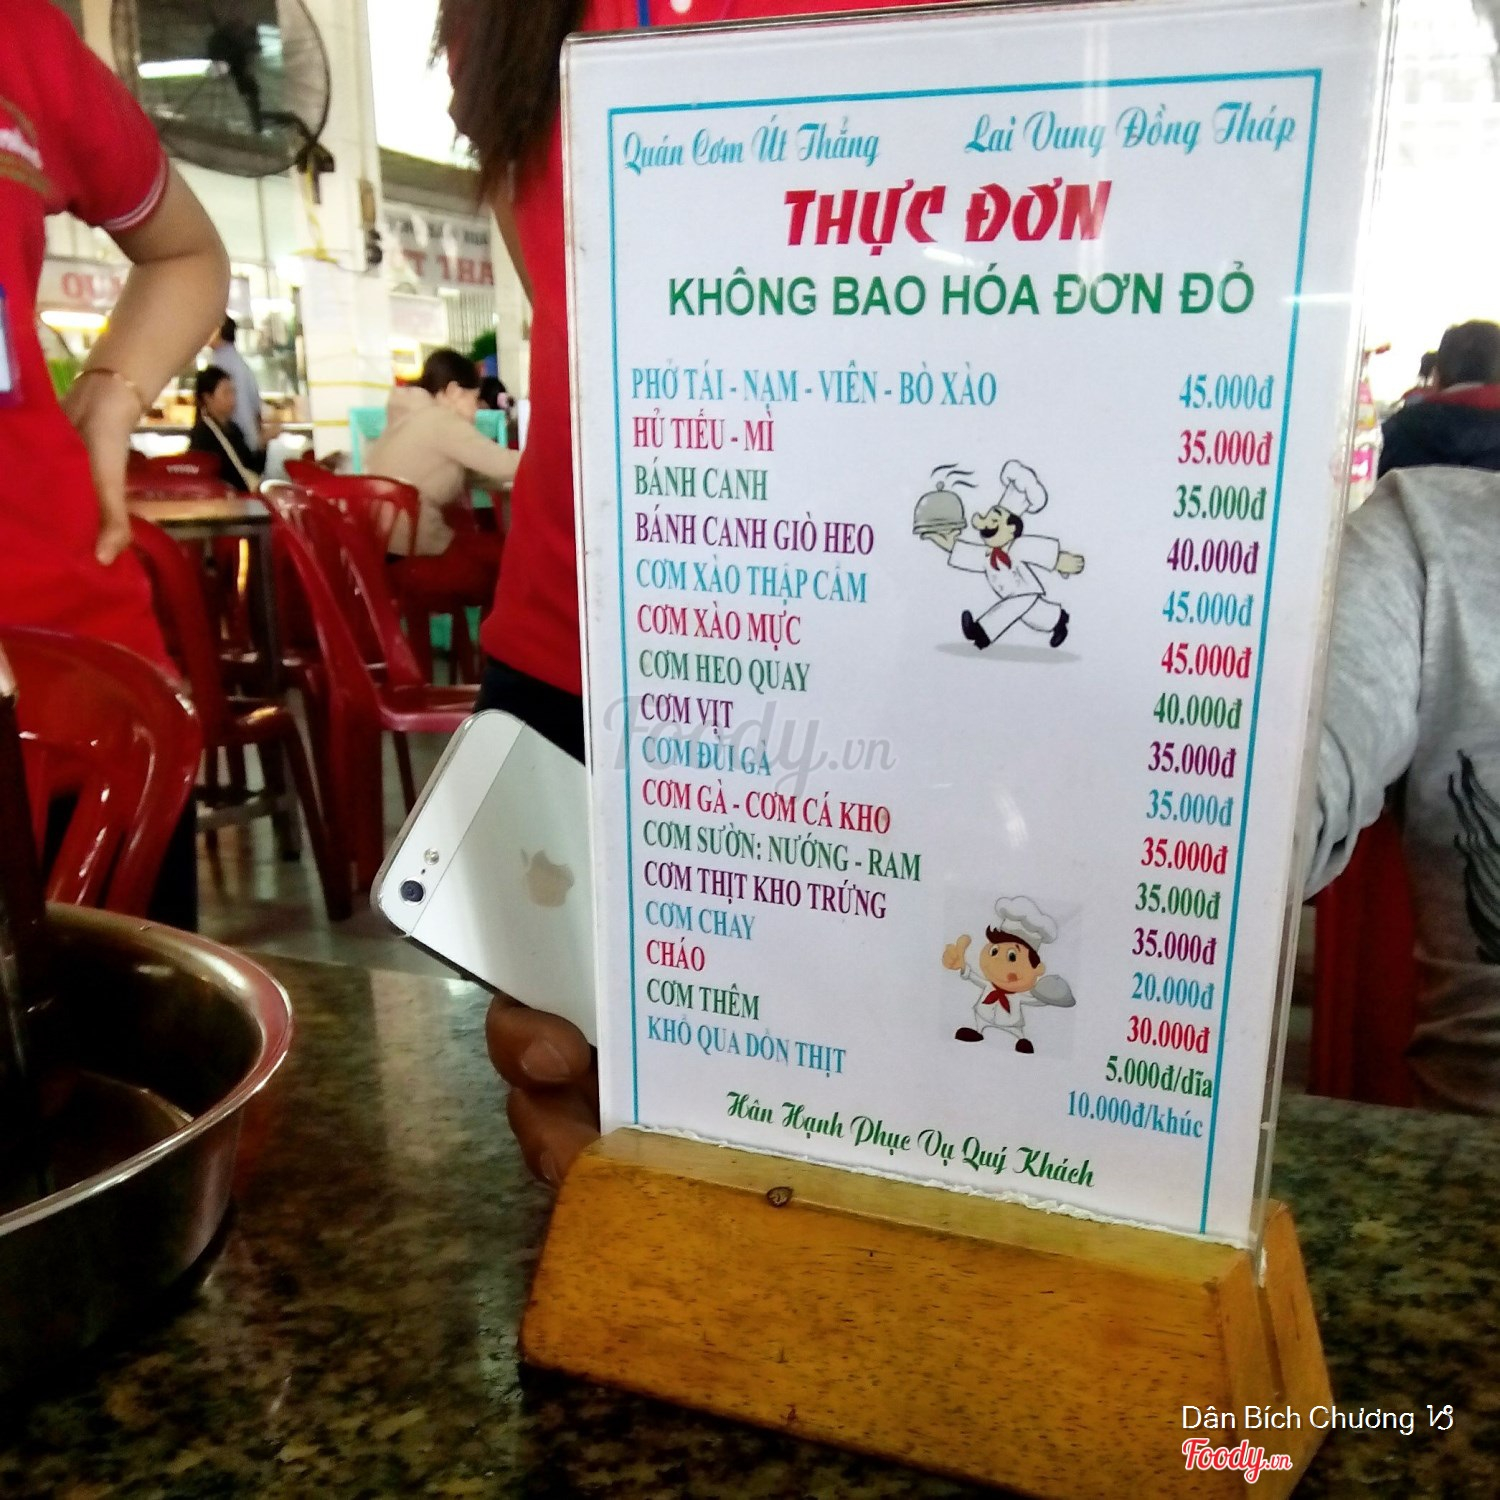 Quán Cơm Út Thẳng
Lai Vung Đồng Tháp
THỰC ĐƠN
KHÔNG BAO HÓA ĐƠN ĐỎ
PHỞ TÁI - NẠM - VIÊN - BÒ XÀO 45.000đ
HỦ TIẾU - MÌ 35.000đ
BÁNH CANH 35.000đ
BÁNH CANH GIÒ HEO 40.000đ
CƠM XÀO THẬP CẨM 45.000đ
CƠM XÀO MỰC 45.000đ
CƠM HEO QUAY 40.000đ
CƠM VỊT 35.000đ
CƠM ĐÙI GÀ 35.000đ
CƠM GÀ - CƠM CÁ KHO 35.000đ
CƠM SƯỜN: NƯỚNG - RAM 35.000đ
CƠM THỊT KHO TRỨNG 35.000đ
CƠM CHAY 20.000đ
CHÁO 30.000đ
CƠM THÊM 5.000đ/dĩa
KHỔ QUA DỒN THỊT 10.000đ/khúc
Hân Hạnh Phục Vụ Quý Khách
Foody.vn
Dân Bích Chương
Foody.vn